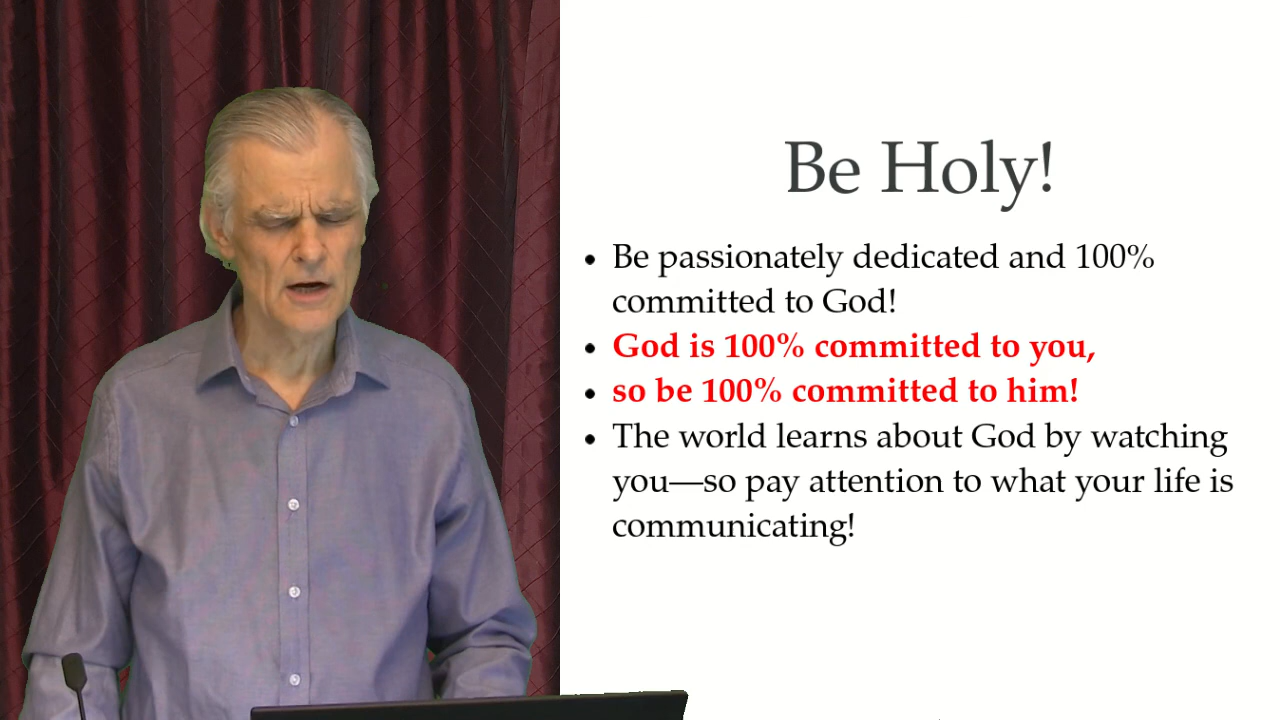 Be Holy!
• Be passionately dedicated and 100%
committed to God!
• God is 100% committed to you,
• so be 100% committed to him!
• The world learns about God by watching
you—so pay attention to what your life is
communicating!